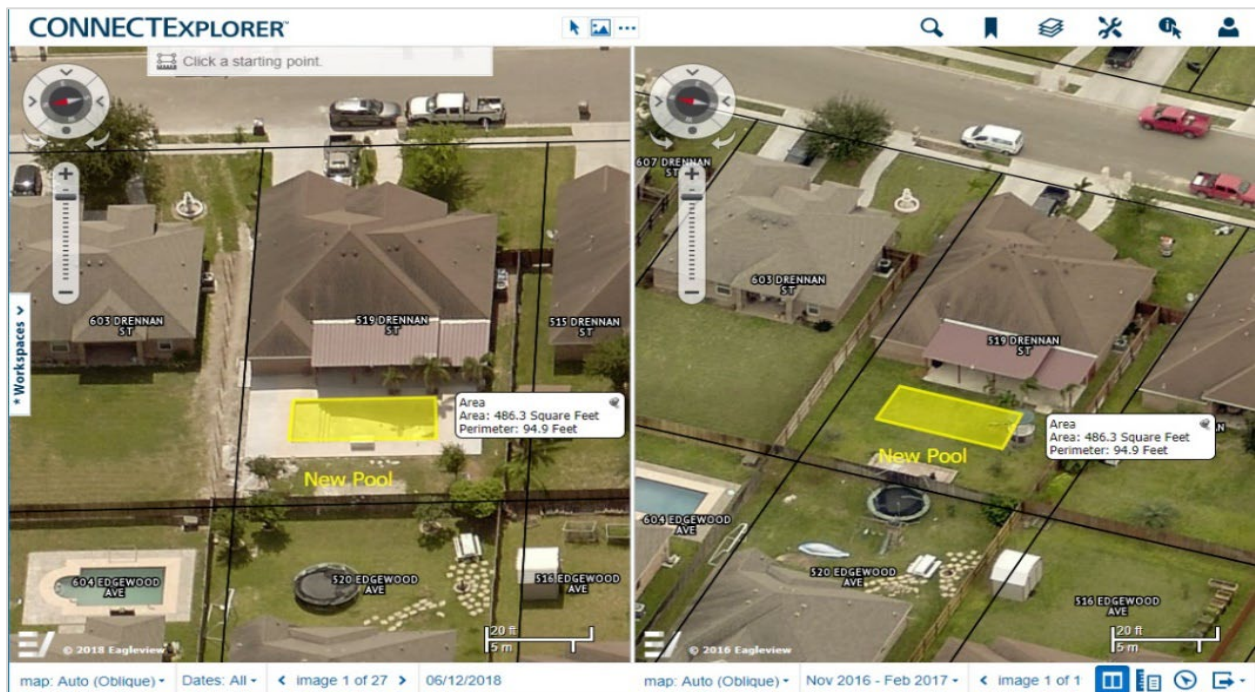 CONNECTEXPLORER™
Click a starting point.
* Workspaces
603 DRENNAN
ST
519 DRENNAN
ST
515 DRENNAN
ST
Area
Area: 486.3 Square Feet
Perimeter: 94.9 Feet
New Pool
604 EDGEWOOD
AVE
520 EDGEWOOD
AVE
516 EDGEWOOD
AVE
20 ft
5 m
© 2018 Eagleview
map: Auto (Oblique)
Dates: All
image 1 of 27
06/12/2018
607 DRENNAN
ST
603 DRENNAN
ST
519 DRENNAN
ST
Area
Area: 486.3 Square Feet
Perimeter: 94.9 Feet
New Pool
604 EDGEWOOD
AVE
520 EDGEWOOD
AVE
516 EDGEWOOD
AVE
20 ft
5 m
© 2016 Eagleview
map: Auto (Oblique)
Nov 2016 - Feb 2017
image 1 of 1